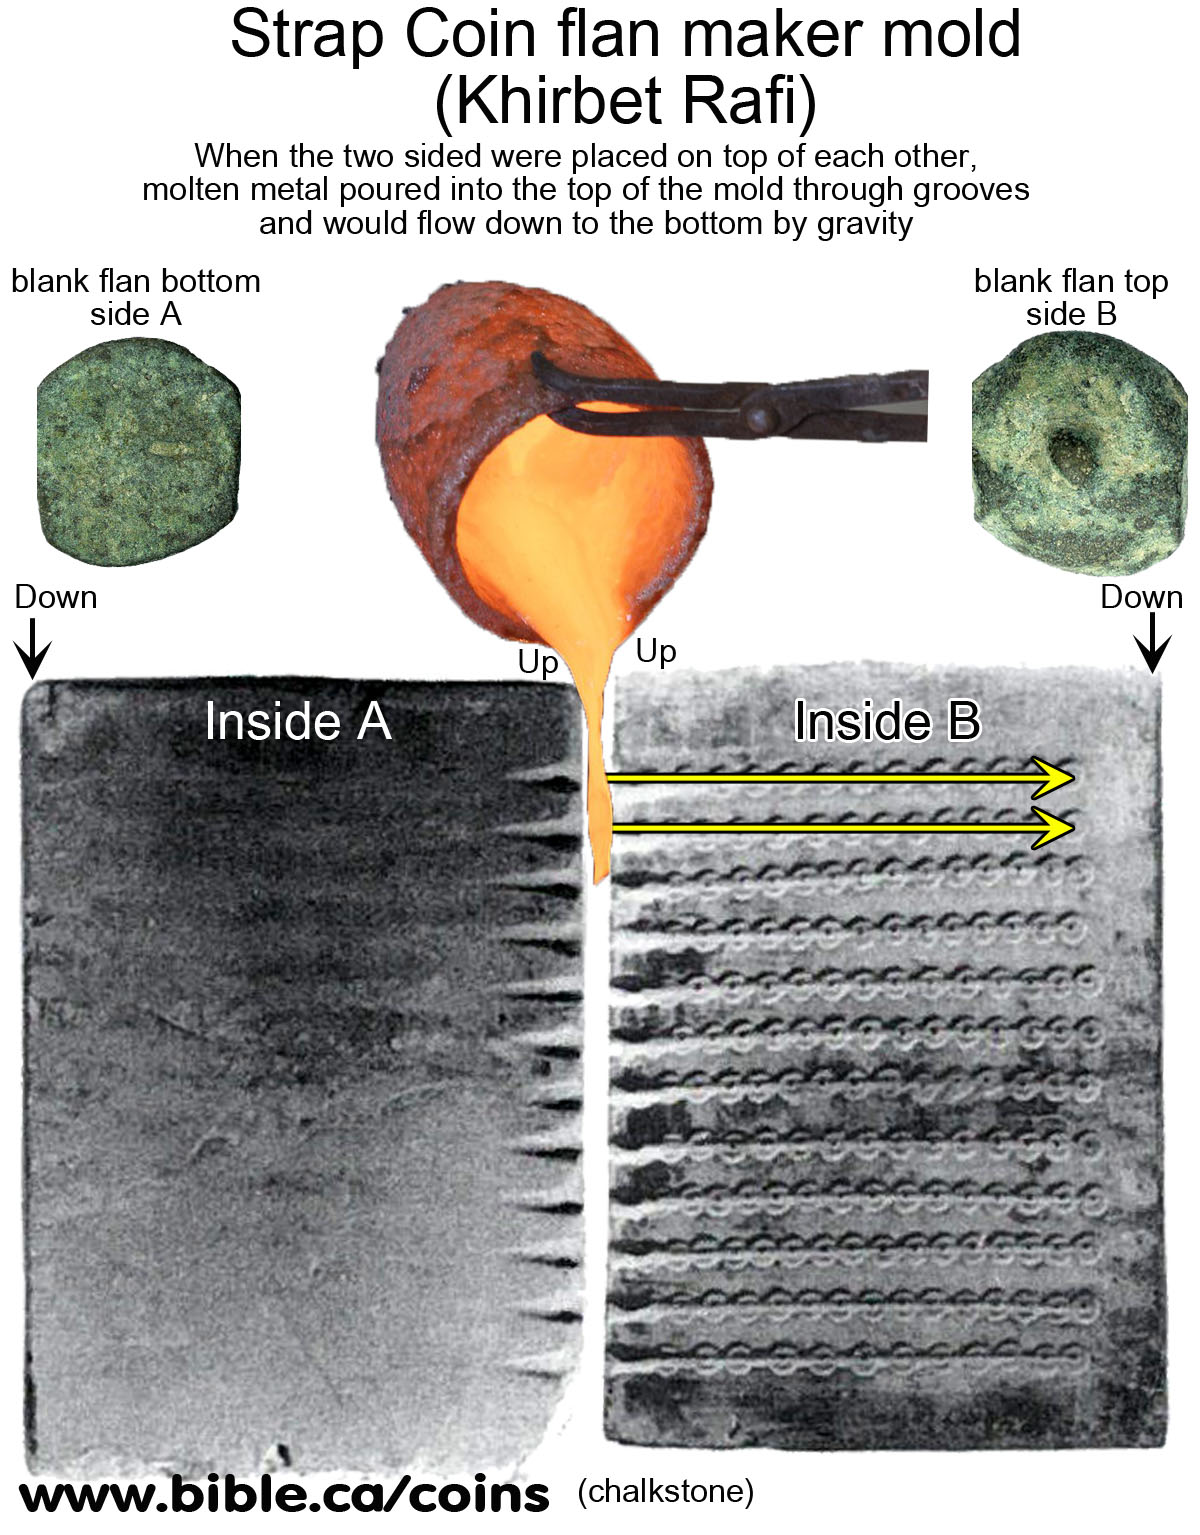 Strap Coin flan maker mold
(Khirbet Rafi)
When the two sided were placed on top of each other,
molten metal poured into the top of the mold through grooves
and would flow down to the bottom by gravity
blank flan bottom
side A
blank flan top
side B
Down
Down
Up
Up
Inside A
Inside B
www.bible.ca/coins
(chalkstone)